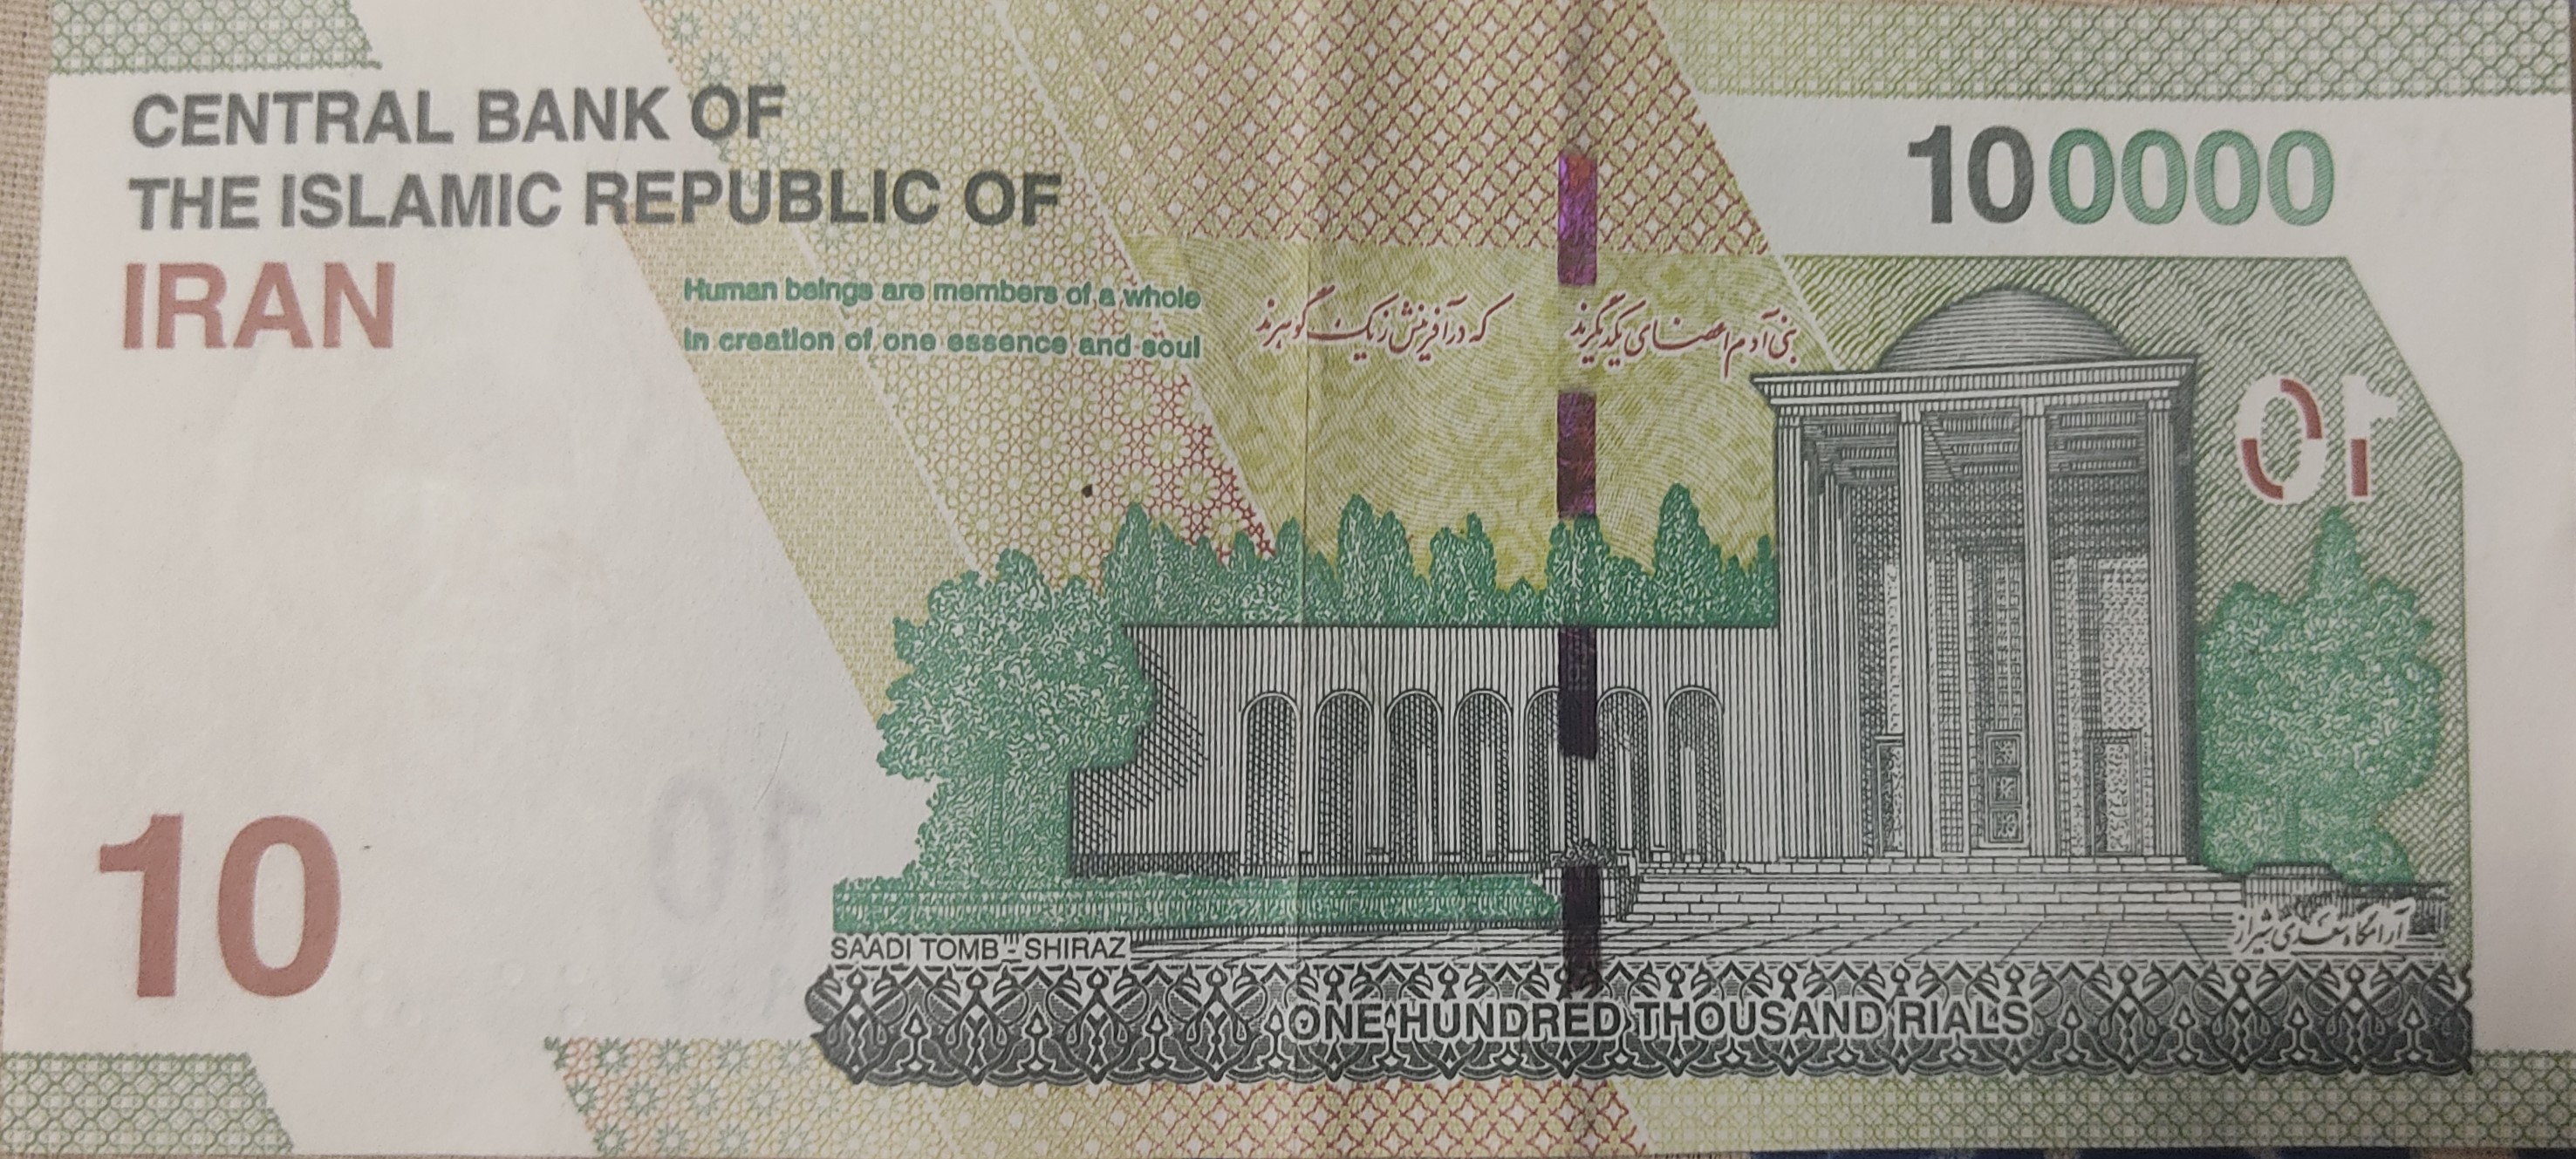 CENTRAL BANK OF
THE ISLAMIC REPUBLIC OF
IRAN
100000
Human beings are members of a whole
In creation of one essence and soul
بنی آدم اعضای یکدیگرند
که در آفرینش ز یک گوهرند
10
10
SAADI TOMB - SHIRAZ
آرامگاه سعدی شیراز
ONE HUNDRED THOUSAND RIALS